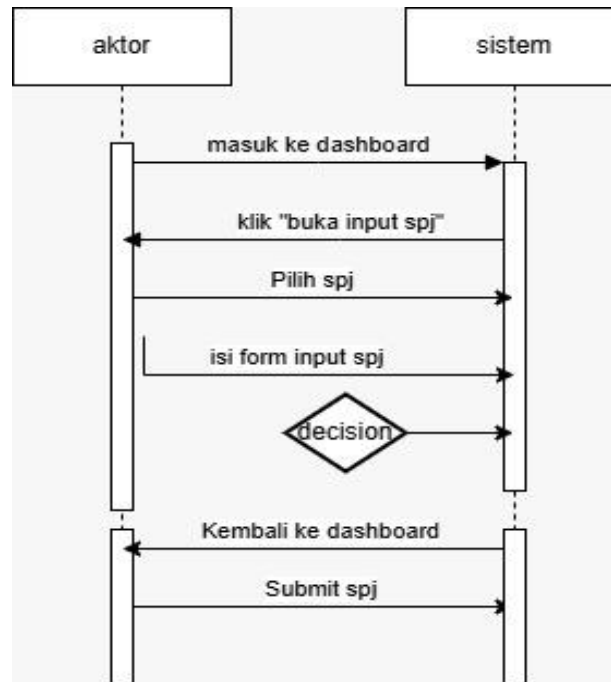 aktor
sistem
masuk ke dashboard
klik "buka input spj"
Pilih spj
isi form input spj
decision
Kembali ke dashboard
Submit spj